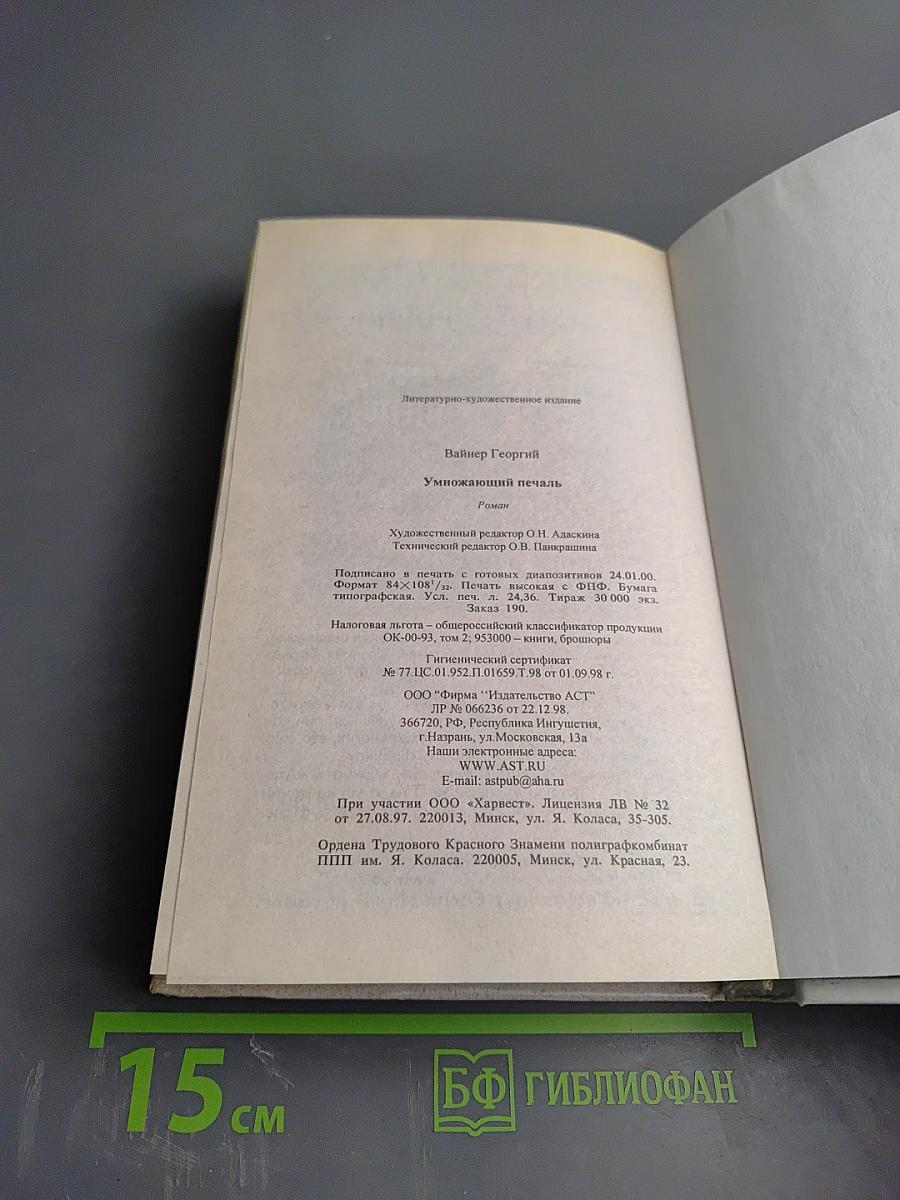 Литературно-художественное издание
Вайнер Георгий
Умножающий печаль
Роман
Художественный редактор О.Н. Адаскина
Технический редактор О.В. Панкрашина
Подписано в печать с готовых диапозитивов 24.01.00.
Формат 84×108¹/₃₂. Печать высокая с ФПФ. Бумага
типографская. Усл. печ. л. 24,36. Тираж 30 000 экз.
Заказ 190.
Налоговая льгота – общероссийский классификатор продукции
ОК-00-93, том 2; 953000 – книги, брошюры
Гигиенический сертификат
№ 77.ЦС.01.952.П.01659.Т.98 от 01.09.98 г.
ООО "Фирма ''Издательство АСТ"
ЛР № 066236 от 22.12.98.
366720, РФ, Республика Ингушетия,
г.Назрань, ул.Московская, 13а
Наши электронные адреса:
WWW.AST.RU
E-mail: astpub@aha.ru
При участии ООО «Харвест». Лицензия ЛВ № 32
от 27.08.97. 220013, Минск, ул. Я. Коласа, 35-305.
Ордена Трудового Красного Знамени полиграфкомбинат
ППП им. Я. Коласа. 220005, Минск, ул. Красная, 23.
15 см
БФ ГИБЛИОФАН